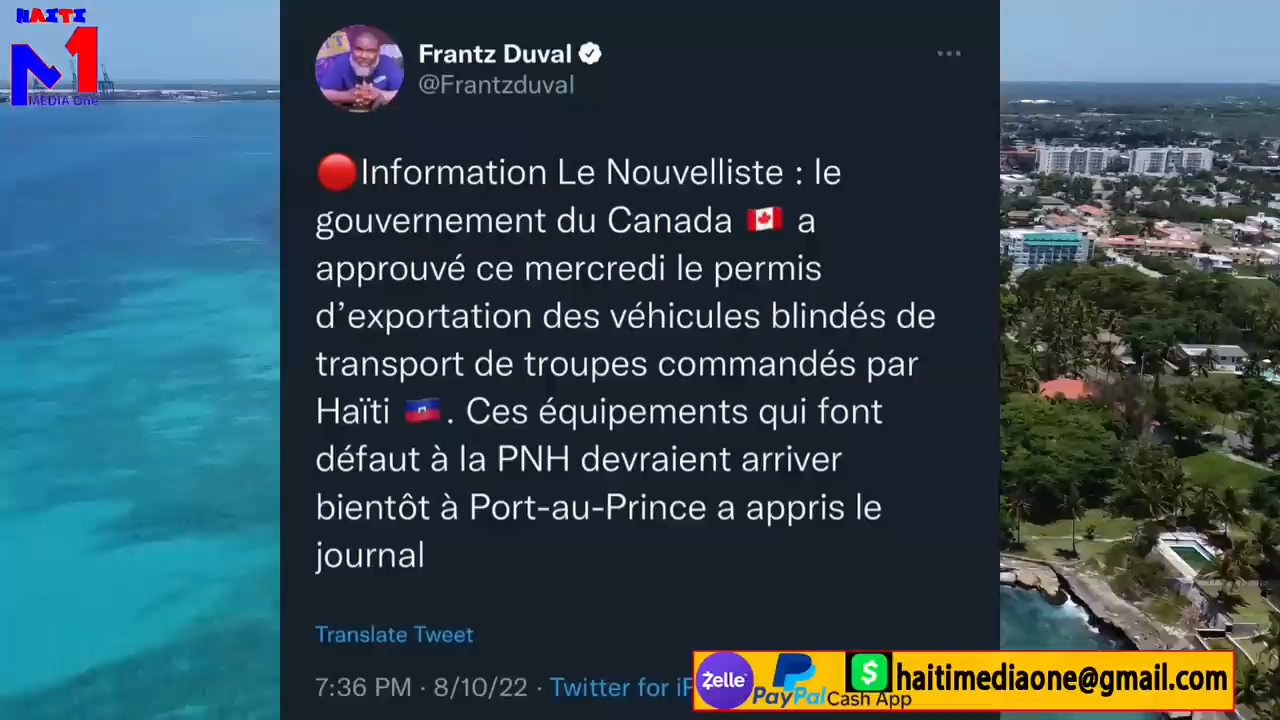 HAITI
M1
MEDIA One
Frantz Duval
@Frantzduval
🔴Information Le Nouvelliste : le
gouvernement du Canada 🇨🇦 a
approuvé ce mercredi le permis
d’exportation des véhicules blindés de
transport de troupes commandés par
Haïti 🇭🇹. Ces équipements qui font
défaut à la PNH devraient arriver
bientôt à Port-au-Prince a appris le
journal
Translate Tweet
7:36 PM · 8/10/22 · Twitter for iP
Zelle PayPal $ Cash App haitimediaone@gmail.com